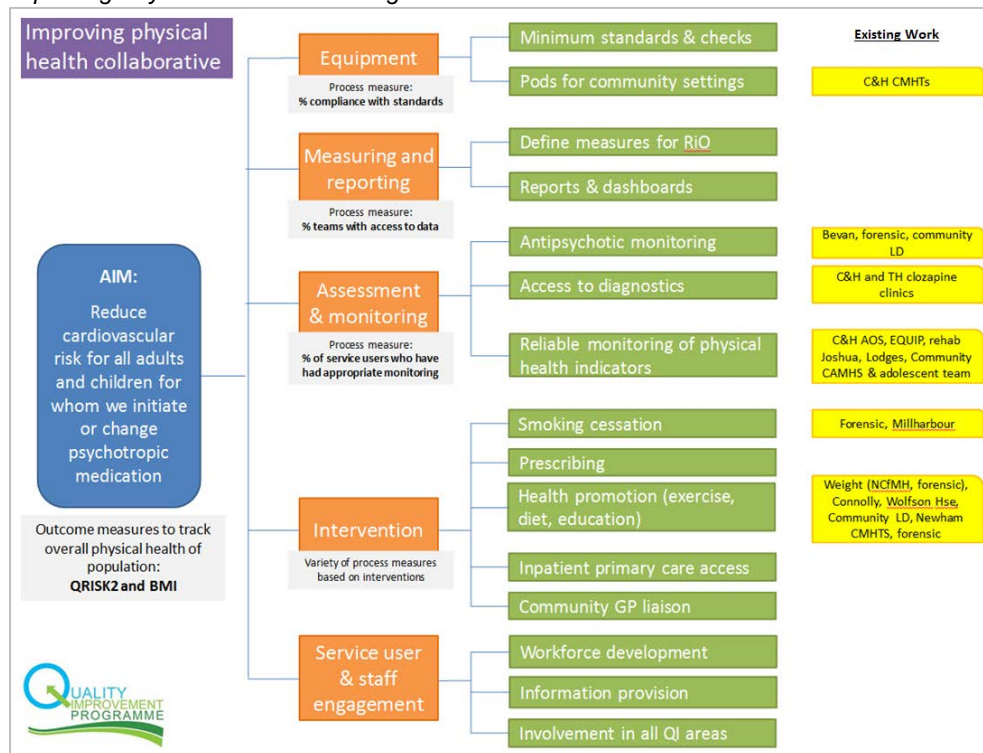 Improving physical
health collaborative
AIM:
Reduce
cardiovascular
risk for all adults
and children for
whom we initiate
or change
psychotropic
medication
Outcome measures to track
overall physical health of
population:
QRISK2 and BMI
QUALITY
IMPROVEMENT
PROGRAMME
Equipment
Process measure:
% compliance with standards
Measuring and
reporting
Process measure:
% teams with access to data
Assessment
& monitoring
Process measure:
% of service users who have
had appropriate monitoring
Intervention
Variety of process measures
based on interventions
Service user
& staff
engagement
Minimum standards & checks
Pods for community settings
Define measures for RiO
Reports & dashboards
Antipsychotic monitoring
Access to diagnostics
Reliable monitoring of physical
health indicators
Smoking cessation
Prescribing
Health promotion (exercise,
diet, education)
Inpatient primary care access
Community GP liaison
Workforce development
Information provision
Involvement in all QI areas
Existing Work
C&H CMHTs
Bevan, forensic, community
LD
C&H and TH clozapine
clinics
C&H AOS, EQUIP, rehab
Joshua, Lodges, Community
CAMHS & adolescent team
Forensic, Millharbour
Weight (NCfMH, forensic),
Connolly, Wolfson Hse,
Community LD, Newham
CMHTS, forensic